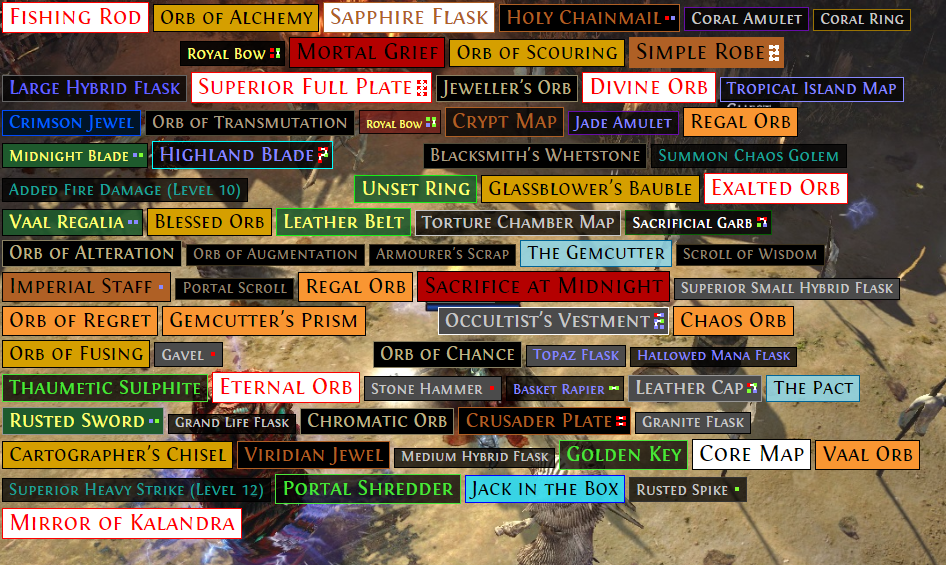 FISHING ROD ORB OF ALCHEMY SAPPHIRE FLASK HOLY CHAINMAIL CORAL AMULET CORAL RING
ROYAL BOW MORTAL GRIEF ORB OF SCOURING SIMPLE ROBE
LARGE HYBRID FLASK SUPERIOR FULL PLATE JEWELLER'S ORB DIVINE ORB TROPICAL ISLAND MAP
CRIMSON JEWEL ORB OF TRANSMUTATION ROYAL BOW CRYPT MAP JADE AMULET REGAL ORB
MIDNIGHT BLADE HIGHLAND BLADE BLACKSMITH'S WHETSTONE SUMMON CHAOS GOLEM
ADDED FIRE DAMAGE (LEVEL 10) UNSET RING GLASSBLOWER'S BAUBLE EXALTED ORB
VAAL REGALIA BLESSED ORB LEATHER BELT TORTURE CHAMBER MAP SACRIFICIAL GARB
ORB OF ALTERATION ORB OF AUGMENTATION ARMOURER'S SCRAP THE GEMCUTTER SCROLL OF WISDOM
IMPERIAL STAFF PORTAL SCROLL REGAL ORB SACRIFICE AT MIDNIGHT SUPERIOR SMALL HYBRID FLASK
ORB OF REGRET GEMCUTTER'S PRISM OCCULTIST'S VESTMENT CHAOS ORB
ORB OF FUSING GAVEL ORB OF CHANCE TOPAZ FLASK HALLOWED MANA FLASK
THAUMETIC SULPHITE ETERNAL ORB STONE HAMMER BASKET RAPIER LEATHER CAP THE PACT
RUSTED SWORD GRAND LIFE FLASK CHROMATIC ORB CRUSADER PLATE GRANITE FLASK
CARTOGRAPHER'S CHISEL VIRIDIAN JEWEL MEDIUM HYBRID FLASK GOLDEN KEY CORE MAP VAAL ORB
SUPERIOR HEAVY STRIKE (LEVEL 12) PORTAL SHREDDER JACK IN THE BOX RUSTED SPIKE
MIRROR OF KALANDRA